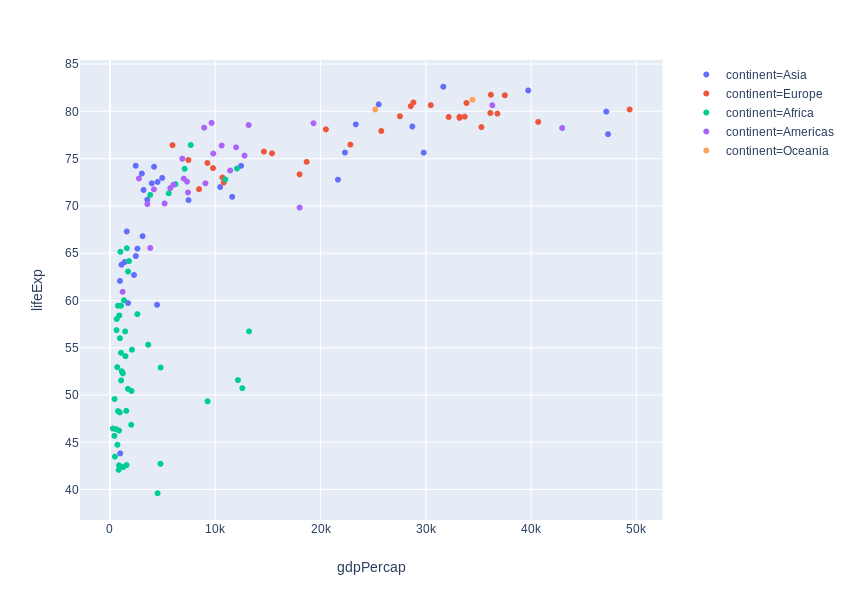 85
80
75
70
65
60
55
50
45
40
lifeExp
0 10k 20k 30k 40k 50k
gdpPercap
continent=Asia
continent=Europe
continent=Africa
continent=Americas
continent=Oceania